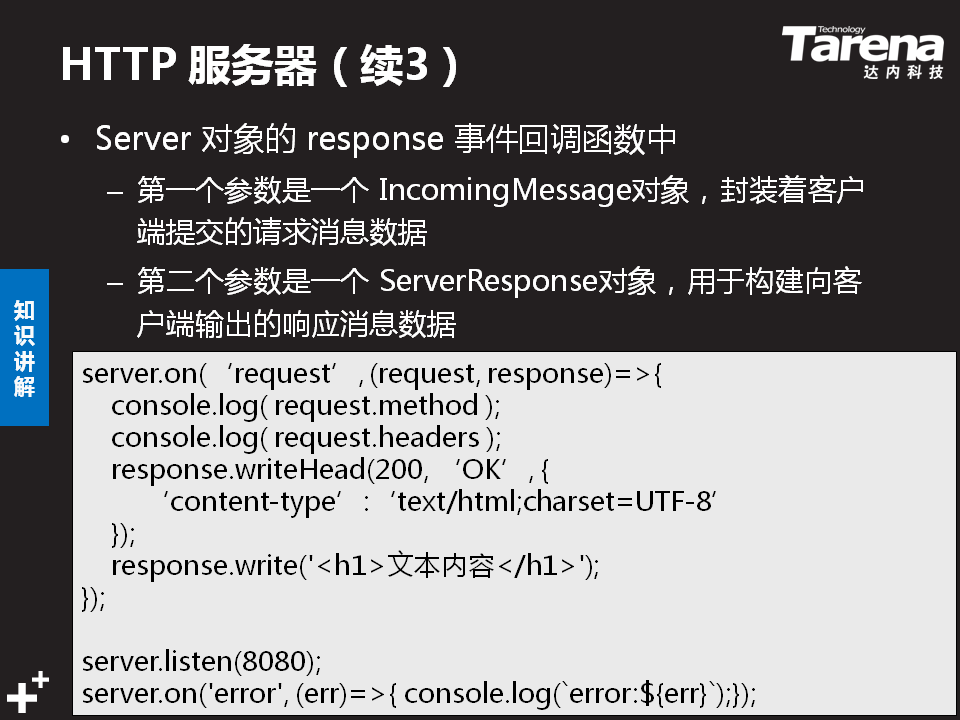 HTTP 服务器（续3）
Technology
Tarena
达内科技
• Server 对象的 response 事件回调函数中
– 第一个参数是一个 IncomingMessage对象，封装着客户
端提交的请求消息数据
– 第二个参数是一个 ServerResponse对象，用于构建向客
户端输出的响应消息数据
知识讲解
server.on( ‘request’ , (request, response)=>{
console.log( request.method );
console.log( request.headers );
response.writeHead(200, ‘OK’ , {
‘content-type’ : ‘text/html;charset=UTF-8’
});
response.write('<h1>文本内容</h1>');
});
server.listen(8080);
server.on('error', (err)=>{ console.log(`error:${err}`);});